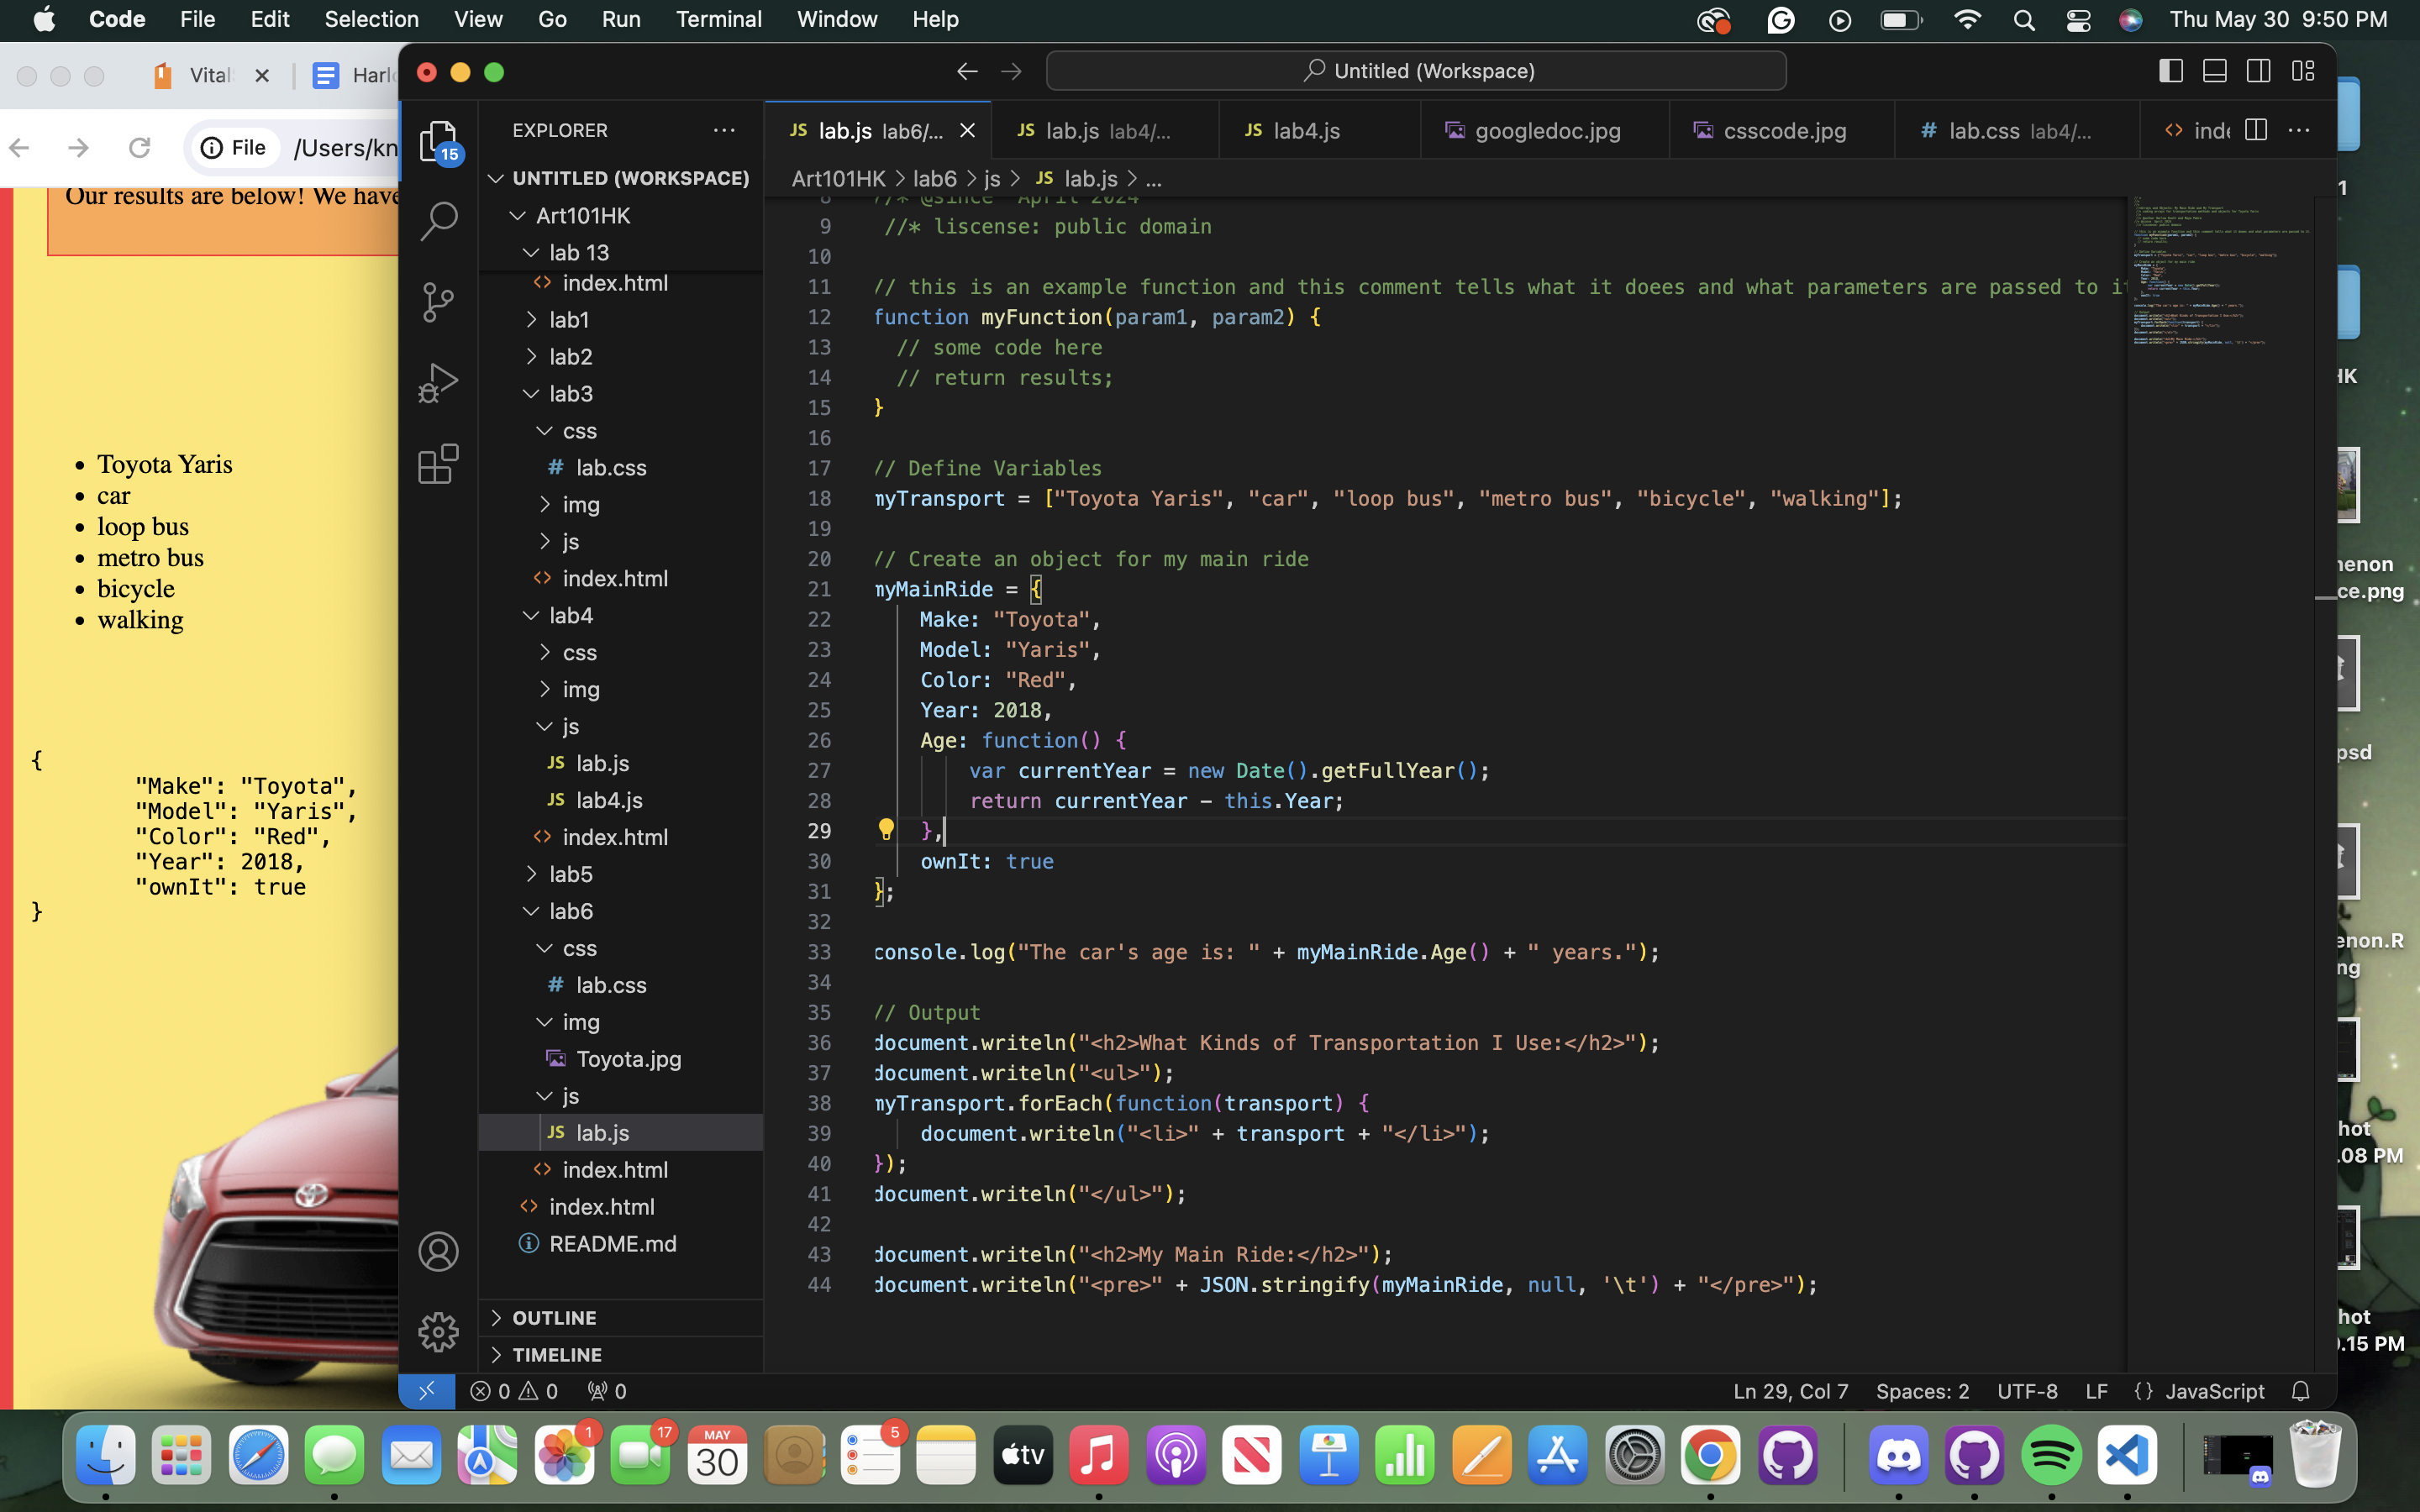 Code File Edit Selection View Go Run Terminal Window Help Thu May 30 9:50 PM
Vital Harl
File /Users/kn
Our results are below! We have
Toyota Yaris
car
loop bus
metro bus
bicycle
walking
{
"Make": "Toyota",
"Model": "Yaris",
"Color": "Red",
"Year": 2018,
"ownIt": true
}
Untitled (Workspace)
15
EXPLORER
UNTITLED (WORKSPACE)
Art101HK
lab 13
index.html
lab1
lab2
lab3
css
# lab.css
img
js
index.html
lab4
css
img
js
JS lab.js
JS lab4.js
index.html
lab5
lab6
css
# lab.css
img
Toyota.jpg
js
JS lab.js
index.html
index.html
README.md
OUTLINE
TIMELINE
JS lab.js lab6/... JS lab.js lab4/... JS lab4.js googledoc.jpg csscode.jpg # lab.css lab4/... inde
Art101HK > lab6 > js > JS lab.js > ...
8 //* @since April 2024
9 //* liscense: public domain
10
11 // this is an example function and this comment tells what it doees and what parameters are passed to it
12 function myFunction(param1, param2) {
13 // some code here
14 // return results;
15 }
16
17 // Define Variables
18 myTransport = ["Toyota Yaris", "car", "loop bus", "metro bus", "bicycle", "walking"];
19
20 // Create an object for my main ride
21 myMainRide = {
22 Make: "Toyota",
23 Model: "Yaris",
24 Color: "Red",
25 Year: 2018,
26 Age: function() {
27 var currentYear = new Date().getFullYear();
28 return currentYear - this.Year;
29 },
30 ownIt: true
31 };
32
33 console.log("The car's age is: " + myMainRide.Age() + " years.");
34
35 // Output
36 document.writeln("<h2>What Kinds of Transportation I Use:</h2>");
37 document.writeln("<ul>");
38 myTransport.forEach(function(transport) {
39 document.writeln("<li>" + transport + "</li>");
40 });
41 document.writeln("</ul>");
42
43 document.writeln("<h2>My Main Ride:</h2>");
44 document.writeln("<pre>" + JSON.stringify(myMainRide, null, '\t') + "</pre>");
0 0 0 Ln 29, Col 7 Spaces: 2 UTF-8 LF {} JavaScript
1
HK
enon
ce.png
psd
enon.R
ng
hot
.08 PM
hot
.15 PM
1 17 MAY 30 5 tv